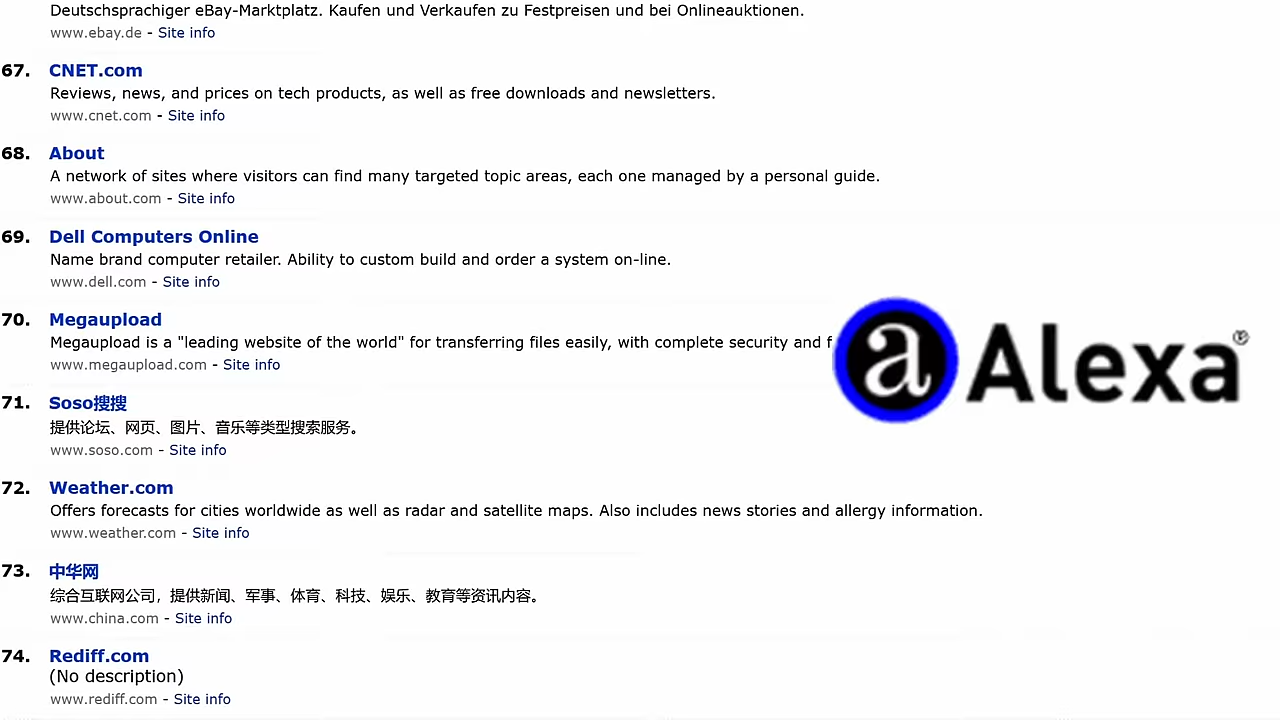 Deutschsprachiger eBay-Marktplatz. Kaufen und Verkaufen zu Festpreisen und bei Onlineauktionen.
www.ebay.de - Site info
67. CNET.com
Reviews, news, and prices on tech products, as well as free downloads and newsletters.
www.cnet.com - Site info
68. About
A network of sites where visitors can find many targeted topic areas, each one managed by a personal guide.
www.about.com - Site info
69. Dell Computers Online
Name brand computer retailer. Ability to custom build and order a system on-line.
www.dell.com - Site info
70. Megaupload
Megaupload is a "leading website of the world" for transferring files easily, with complete security and f
www.megaupload.com - Site info
a Alexa®
71. Soso搜搜
提供论坛、网页、图片、音乐等类型搜索服务。
www.soso.com - Site info
72. Weather.com
Offers forecasts for cities worldwide as well as radar and satellite maps. Also includes news stories and allergy information.
www.weather.com - Site info
73. 中华网
综合互联网公司，提供新闻、军事、体育、科技、娱乐、教育等资讯内容。
www.china.com - Site info
74. Rediff.com
(No description)
www.rediff.com - Site info